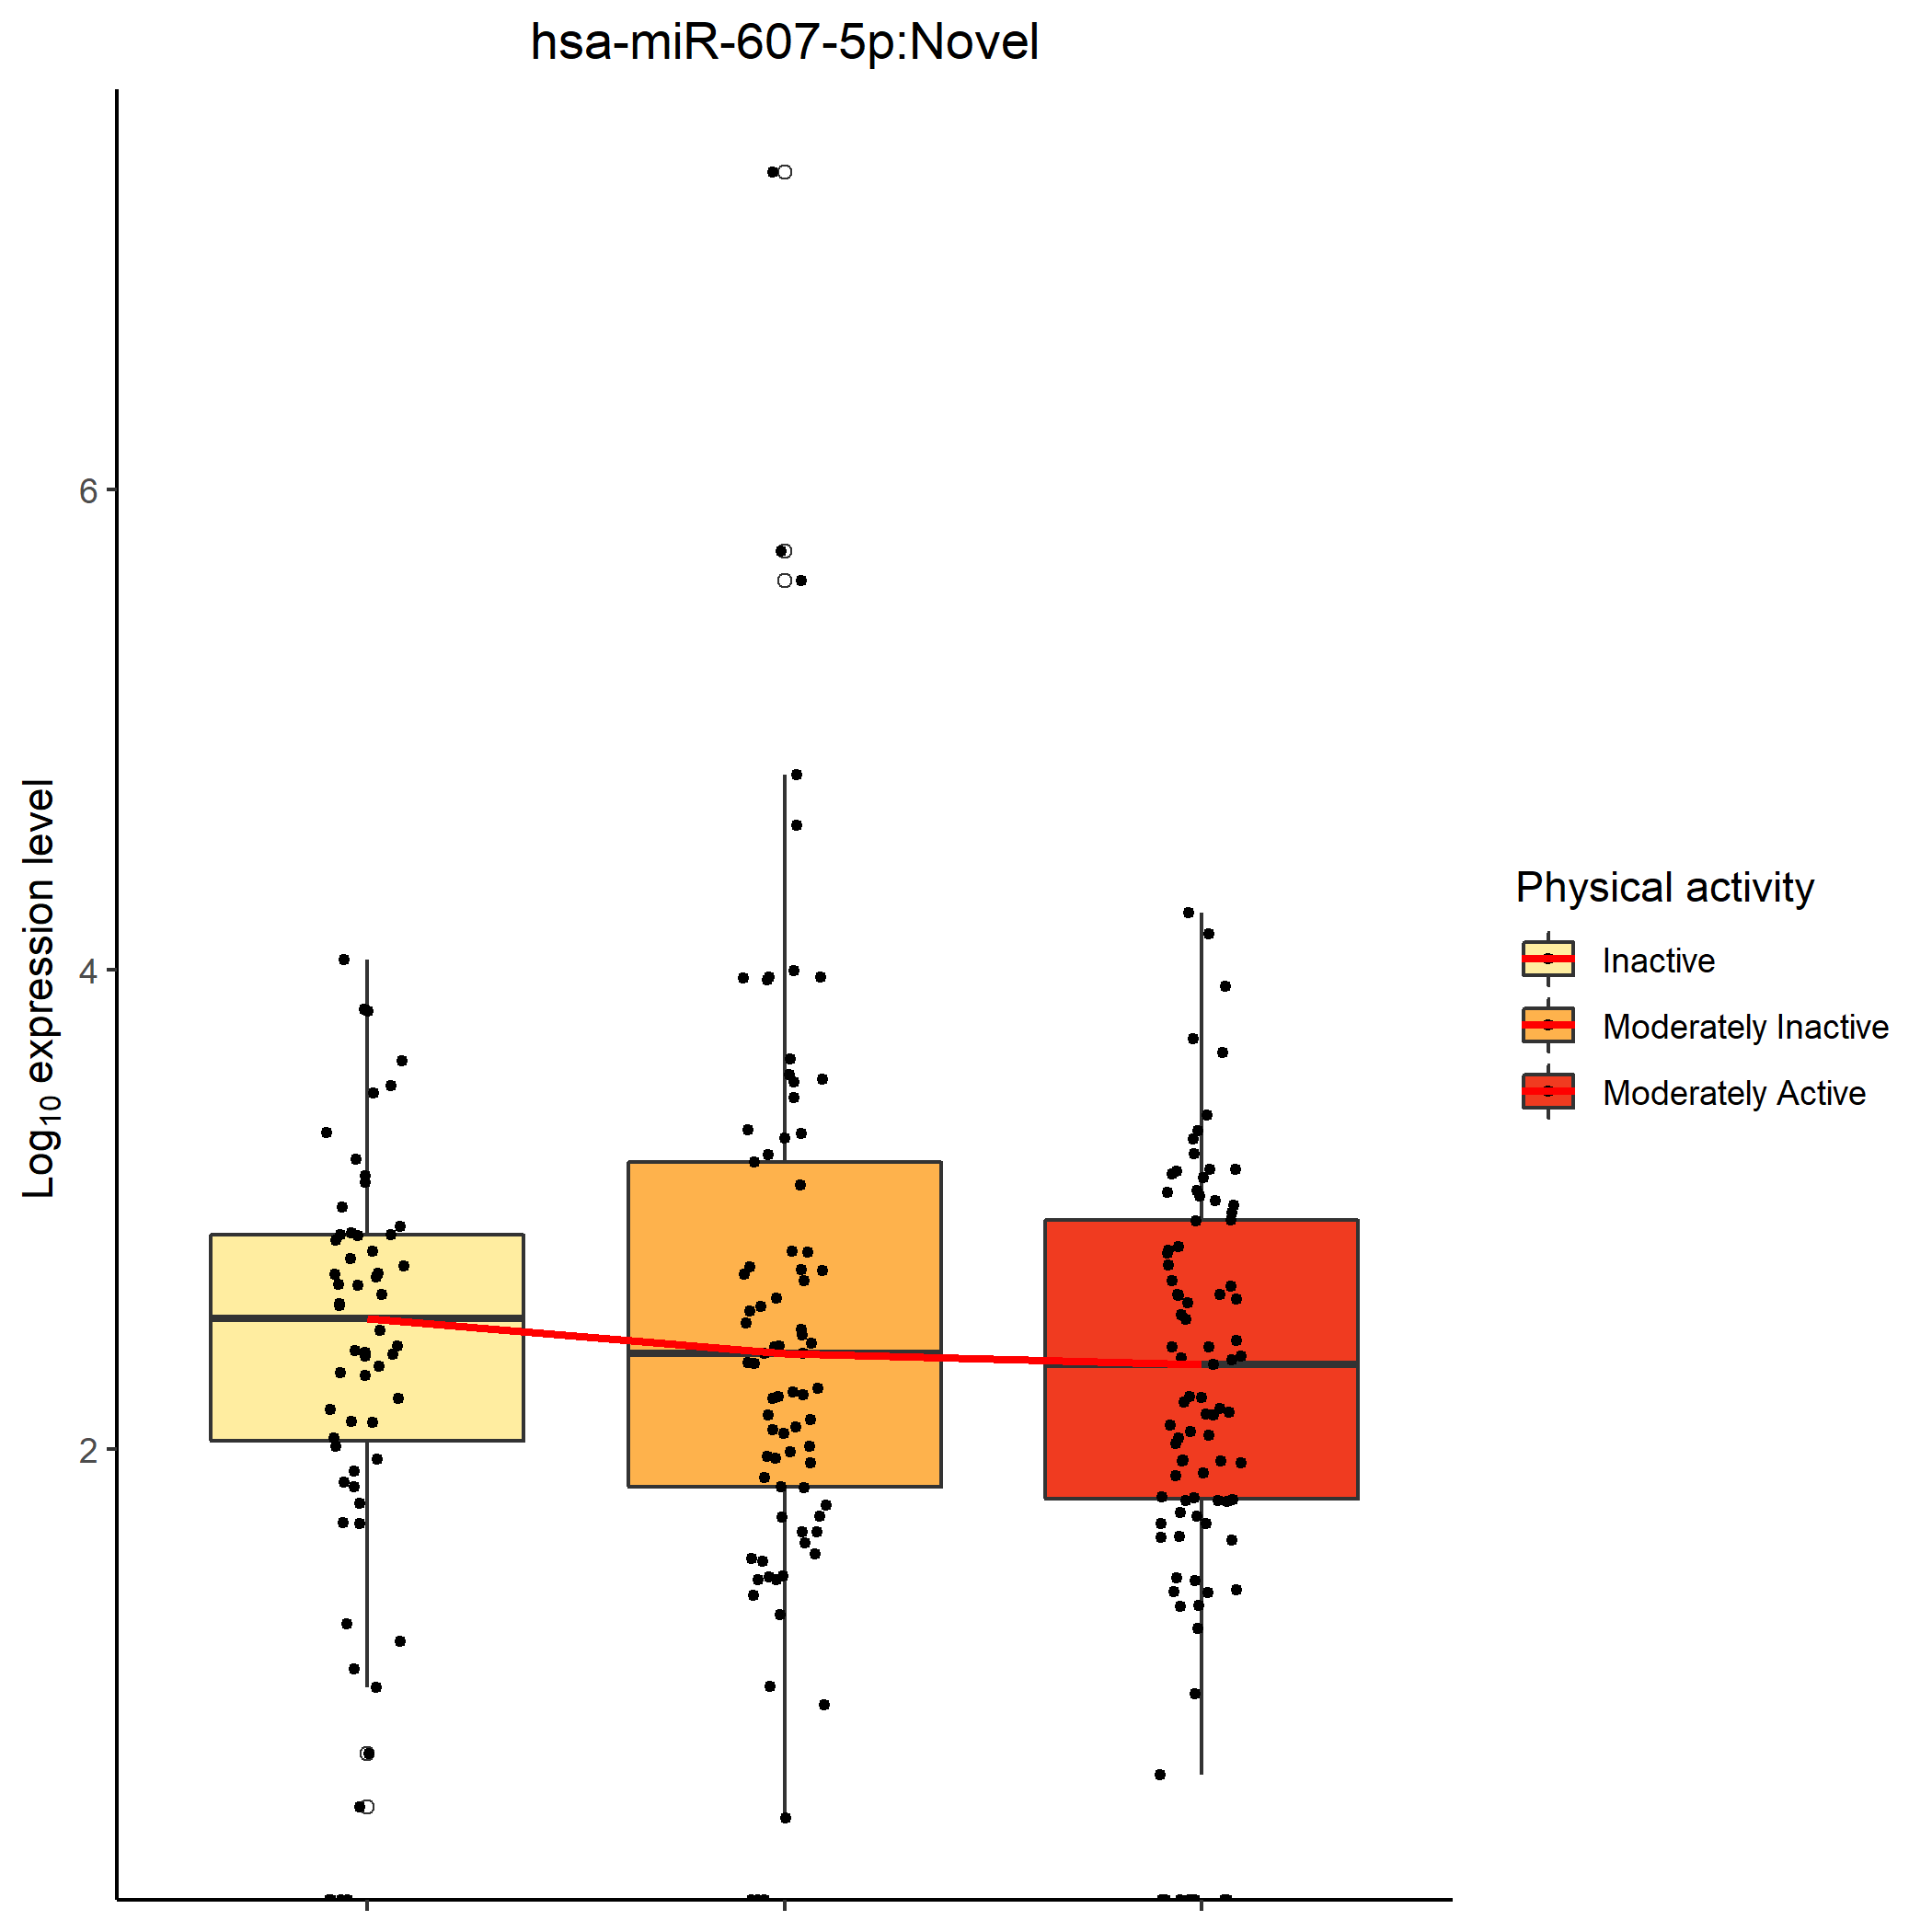 hsa-miR-607-5p:Novel
6
4
2
Log₁₀ expression level
Physical activity
Inactive
Moderately Inactive
Moderately Active